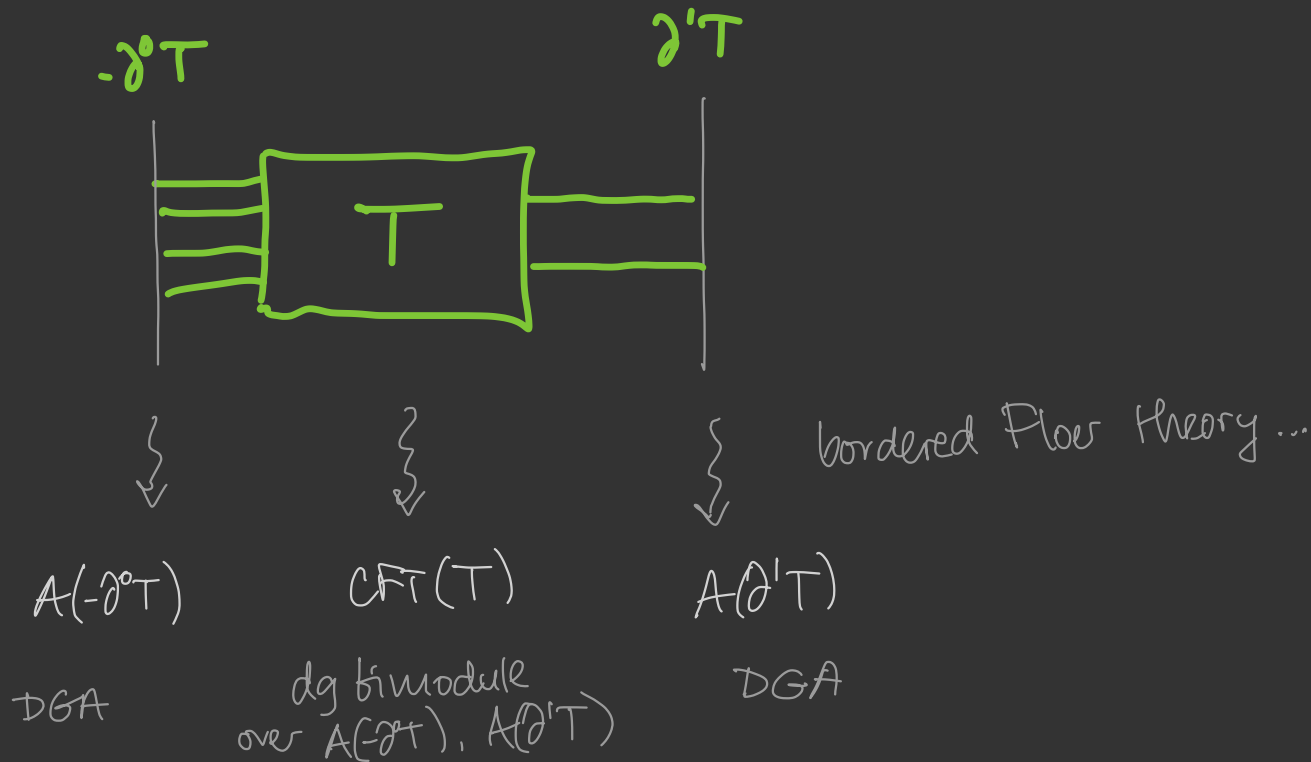 -∂⁰T ∂¹T
T
bordered Floer theory ...
A(-∂⁰T) CFT(T) A(∂¹T)
DGA dg bimodule DGA
over A(-∂⁰T), A(∂¹T)